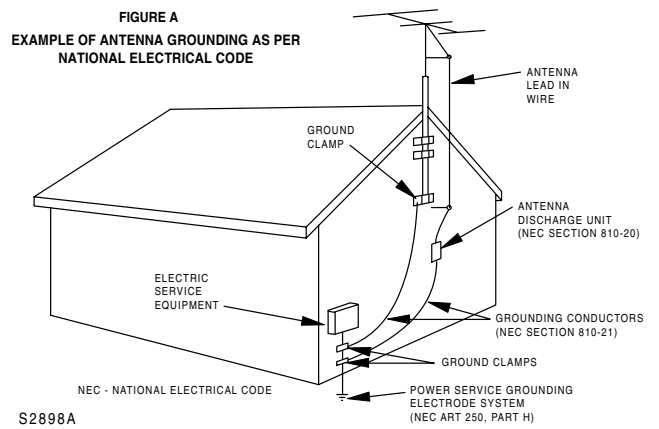 FIGURE A
EXAMPLE OF ANTENNA GROUNDING AS PER
NATIONAL ELECTRICAL CODE
ANTENNA
LEAD IN
WIRE
GROUND
CLAMP
ANTENNA
DISCHARGE UNIT
(NEC SECTION 810-20)
ELECTRIC
SERVICE
EQUIPMENT
GROUNDING CONDUCTORS
(NEC SECTION 810-21)
GROUND CLAMPS
NEC - NATIONAL ELECTRICAL CODE
POWER SERVICE GROUNDING
ELECTRODE SYSTEM
(NEC ART 250, PART H)
S2898A